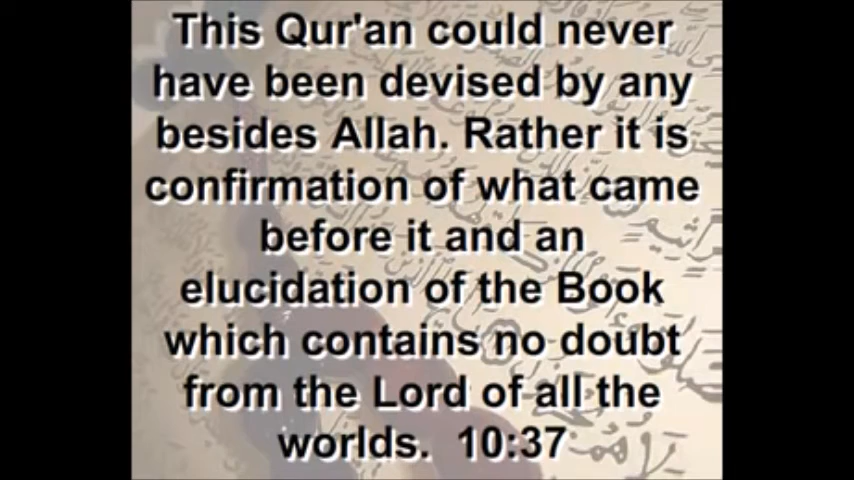 This Qur'an could never
have been devised by any
besides Allah. Rather it is
confirmation of what came
before it and an
elucidation of the Book
which contains no doubt
from the Lord of all the
worlds.  10:37